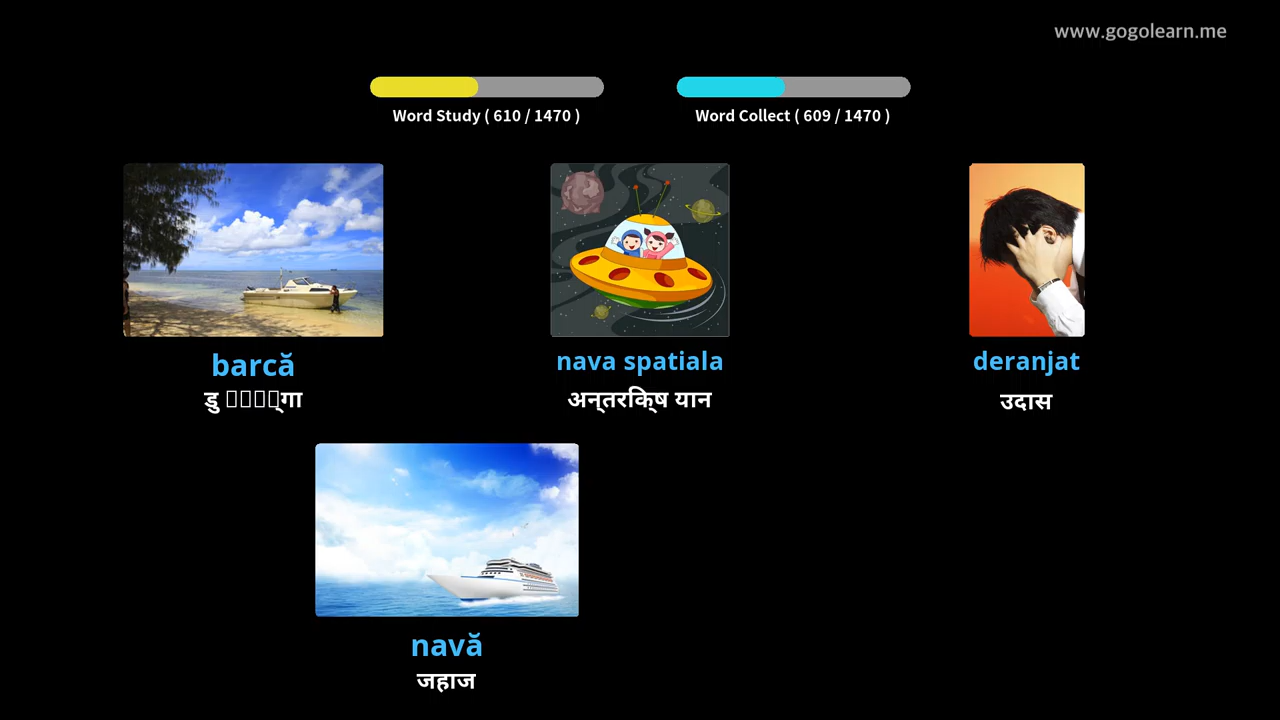 www.gogolearn.me
Word Study ( 610 / 1470 )
Word Collect ( 609 / 1470 )
barcă
nava spatiala
deranjat
डु ्गा
अन्तरिक्ष यान
उदास
navă
जहाज